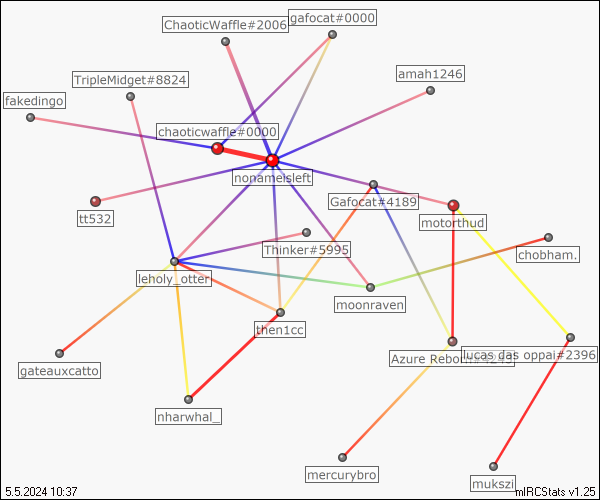 ChaoticWaffle#2006
gafocat#0000
TripleMidget#8824
amah1246
fakedingo
chaoticwaffle#0000
nonameisleft
Gafocat#4189
tt532
motorthud
Thinker#5995
chobham.
leholy_otter
moonraven
then1cc
Azure Reborn
lucas das oppai#2396
gateauxcatto
nharwhal_
mercurybro
mukszi
5.5.2024 10:37
mIRCStats v1.25